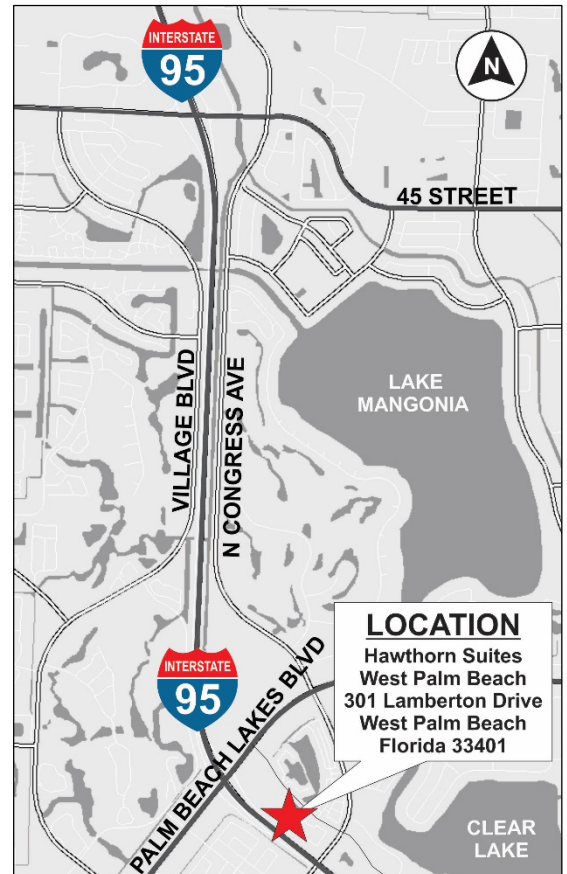 INTERSTATE
95
N
45 STREET
VILLAGE BLVD
N CONGRESS AVE
LAKE
MANGONIA
INTERSTATE
95
PALM BEACH LAKES BLVD
LOCATION
Hawthorn Suites
West Palm Beach
301 Lamberton Drive
West Palm Beach
Florida 33401
CLEAR
LAKE